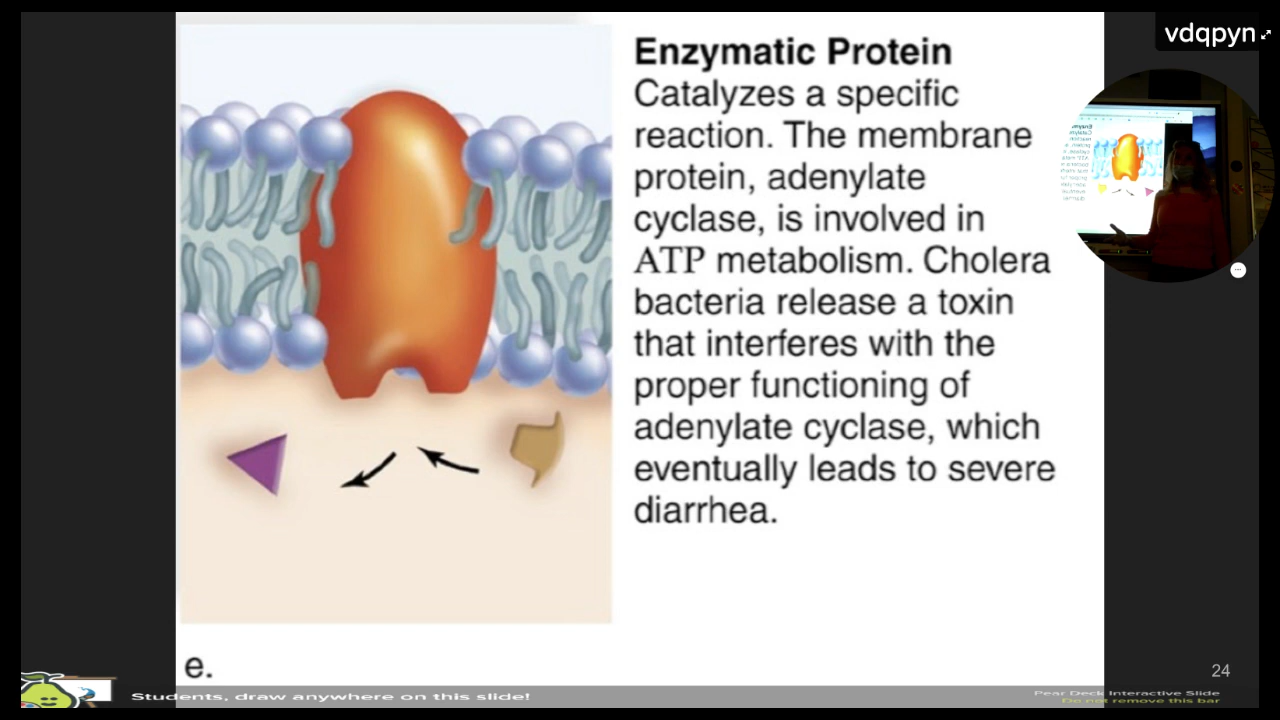 vdqpyn
Enzymatic Protein
Catalyzes a specific
reaction. The membrane
protein, adenylate
cyclase, is involved in
ATP metabolism. Cholera
bacteria release a toxin
that interferes with the
proper functioning of
adenylate cyclase, which
eventually leads to severe
diarrhea.
e.
24
Students, draw anywhere on this slide!
Pear Deck Interactive Slide
Do not remove this bar